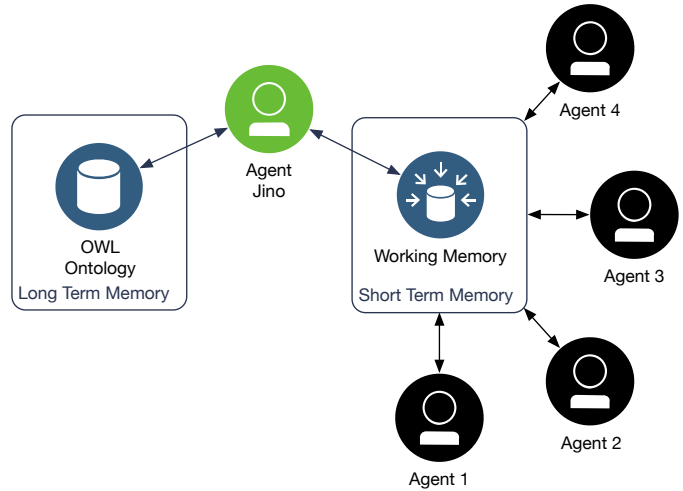 Agent 4
Agent
Jino
OWL
Ontology
Long Term Memory
Working Memory
Short Term Memory
Agent 3
Agent 2
Agent 1